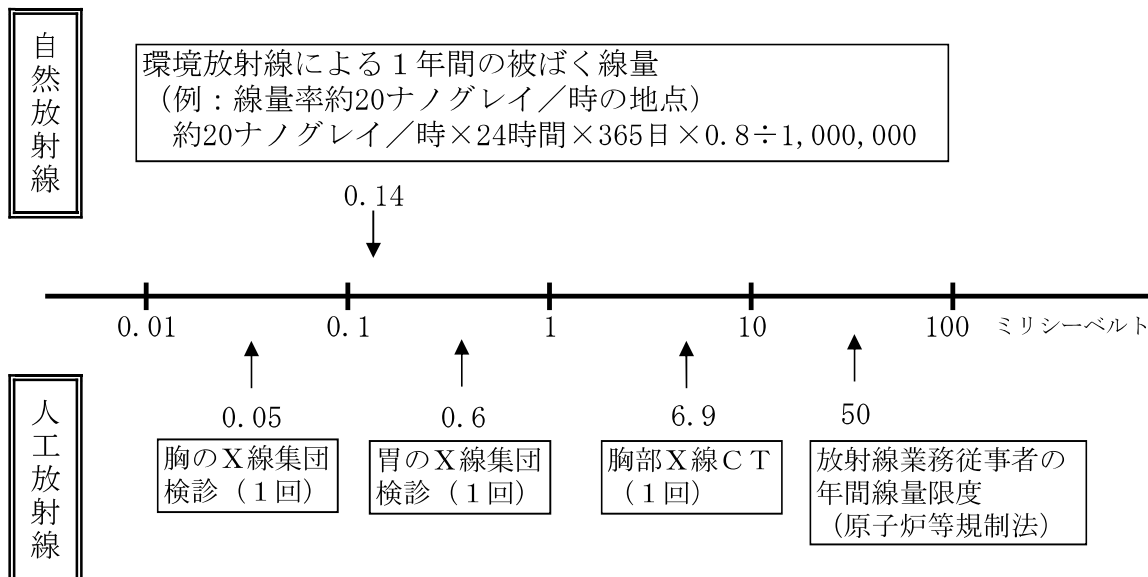 自然放射線
環境放射線による１年間の被ばく線量
（例：線量率約20ナノグレイ／時の地点）
約20ナノグレイ／時×24時間×365日×0.8÷1,000,000
0.14
0.01 0.1 1 10 100 ミリシーベルト
人工放射線
0.05 0.6 6.9 50
胸のＸ線集団
検診（１回）
胃のＸ線集団
検診（１回）
胸部Ｘ線ＣＴ
（１回）
放射線業務従事者の
年間線量限度
（原子炉等規制法）